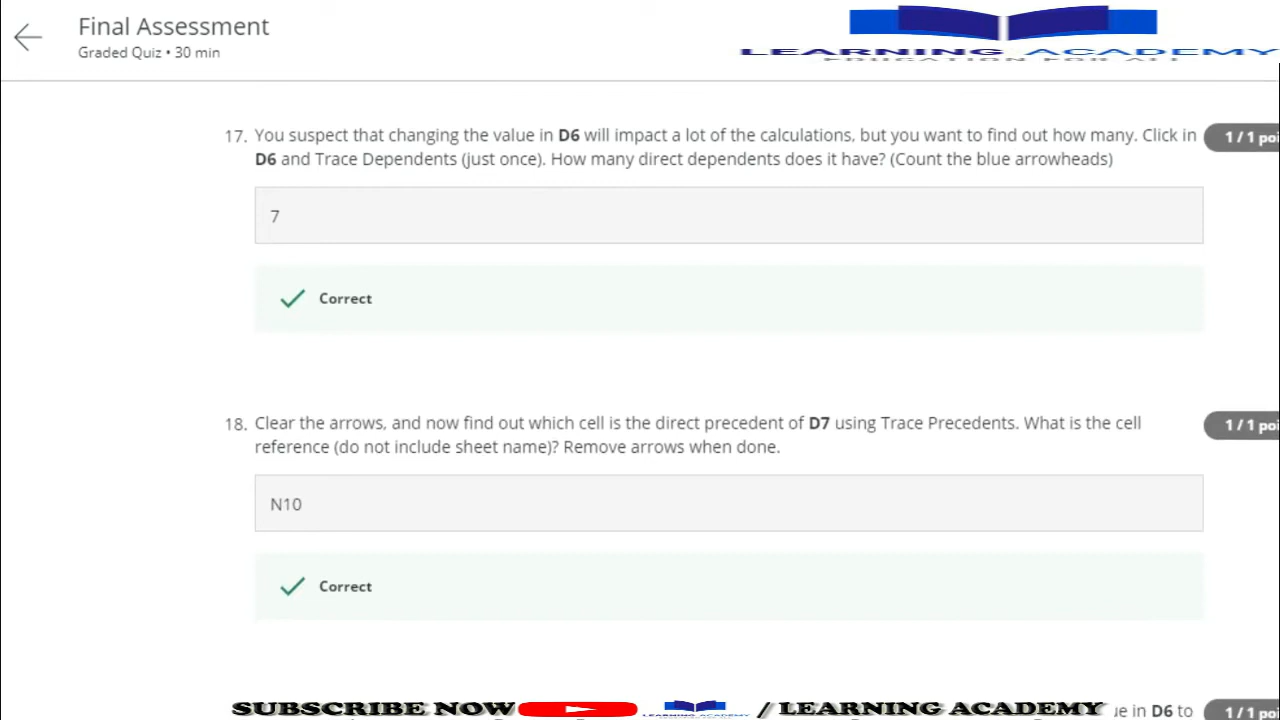 Final Assessment
Graded Quiz • 30 min
LEARNING ACADEMY
EDUCATION FOR ALL
17. You suspect that changing the value in D6 will impact a lot of the calculations, but you want to find out how many. Click in
1 / 1 poi
D6 and Trace Dependents (just once). How many direct dependents does it have? (Count the blue arrowheads)
7
Correct
18. Clear the arrows, and now find out which cell is the direct precedent of D7 using Trace Precedents. What is the cell
1 / 1 poi
reference (do not include sheet name)? Remove arrows when done.
N10
Correct
SUBSCRIBE NOW LEARNING ACADEMY / LEARNING ACADEMY
in D6 to
1 / 1 poi